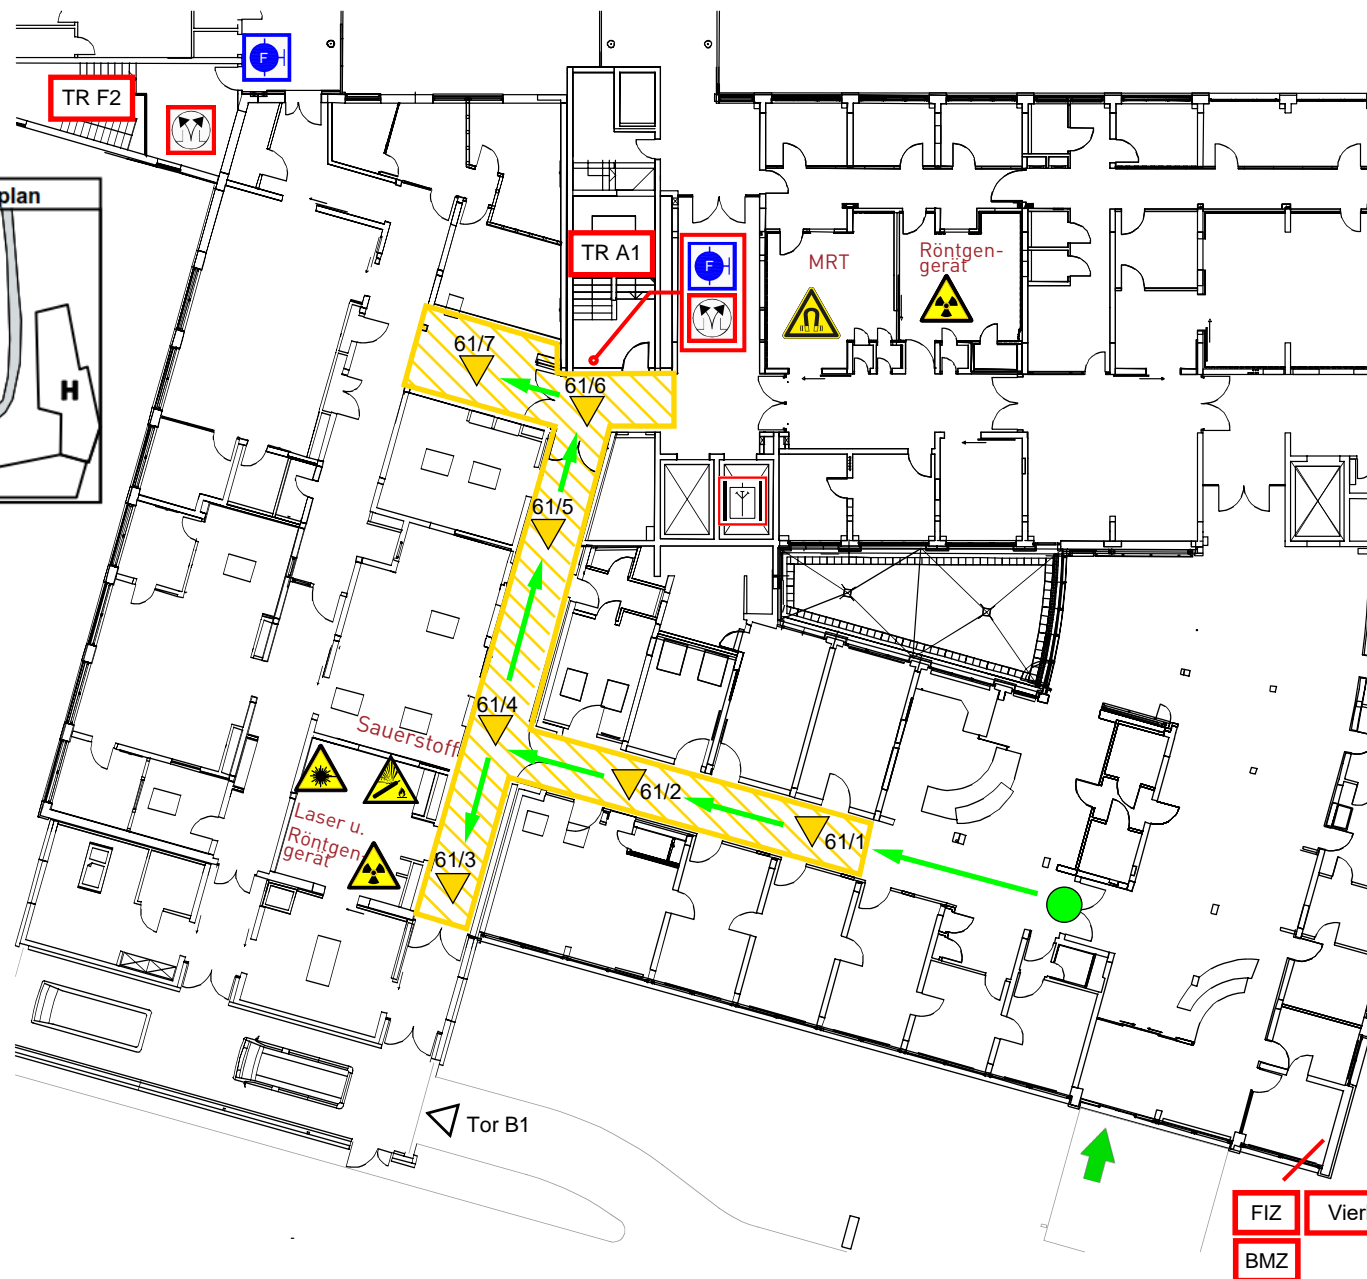 F
TR F2
plan
H
TR A1
F
MRT
Röntgen-
gerät
61/7
61/6
61/5
61/4
Sauerstoff
61/2
61/1
Laser u.
Röntgen-
gerät
61/3
Tor B1
FIZ
Vier
BMZ